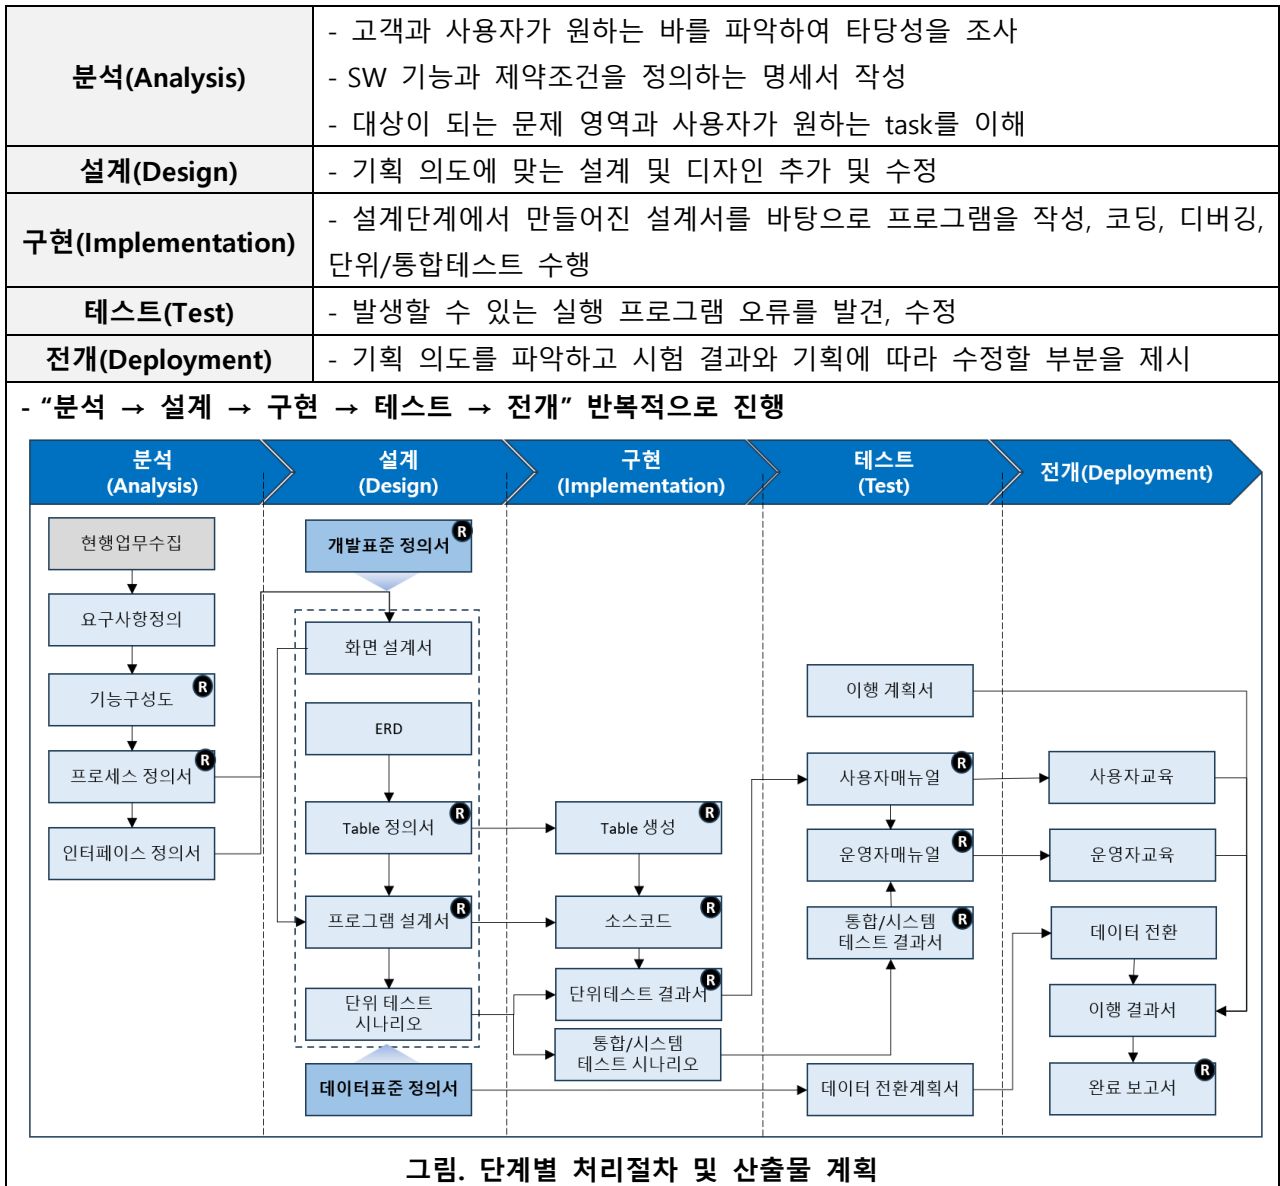 분석(Analysis)
- 고객과 사용자가 원하는 바를 파악하여 타당성을 조사
- SW 기능과 제약조건을 정의하는 명세서 작성
- 대상이 되는 문제 영역과 사용자가 원하는 task를 이해
설계(Design)
- 기획 의도에 맞는 설계 및 디자인 추가 및 수정
구현(Implementation)
- 설계단계에서 만들어진 설계서를 바탕으로 프로그램을 작성, 코딩, 디버깅,
단위/통합테스트 수행
테스트(Test)
- 발생할 수 있는 실행 프로그램 오류를 발견, 수정
전개(Deployment)
- 기획 의도를 파악하고 시험 결과와 기획에 따라 수정할 부분을 제시
- “분석 → 설계 → 구현 → 테스트 → 전개” 반복적으로 진행
분석
(Analysis)
설계
(Design)
구현
(Implementation)
테스트
(Test)
전개(Deployment)
현행업무수집
요구사항정의
기능구성도
R
프로세스 정의서
R
인터페이스 정의서
개발표준 정의서
R
화면 설계서
ERD
Table 정의서
R
프로그램 설계서
R
단위 테스트
시나리오
데이터표준 정의서
Table 생성
R
소스코드
R
단위테스트 결과서
R
통합/시스템
테스트 시나리오
이행 계획서
사용자매뉴얼
R
운영자매뉴얼
R
통합/시스템
테스트 결과서
R
데이터 전환계획서
사용자교육
운영자교육
데이터 전환
이행 결과서
완료 보고서
R
그림. 단계별 처리절차 및 산출물 계획